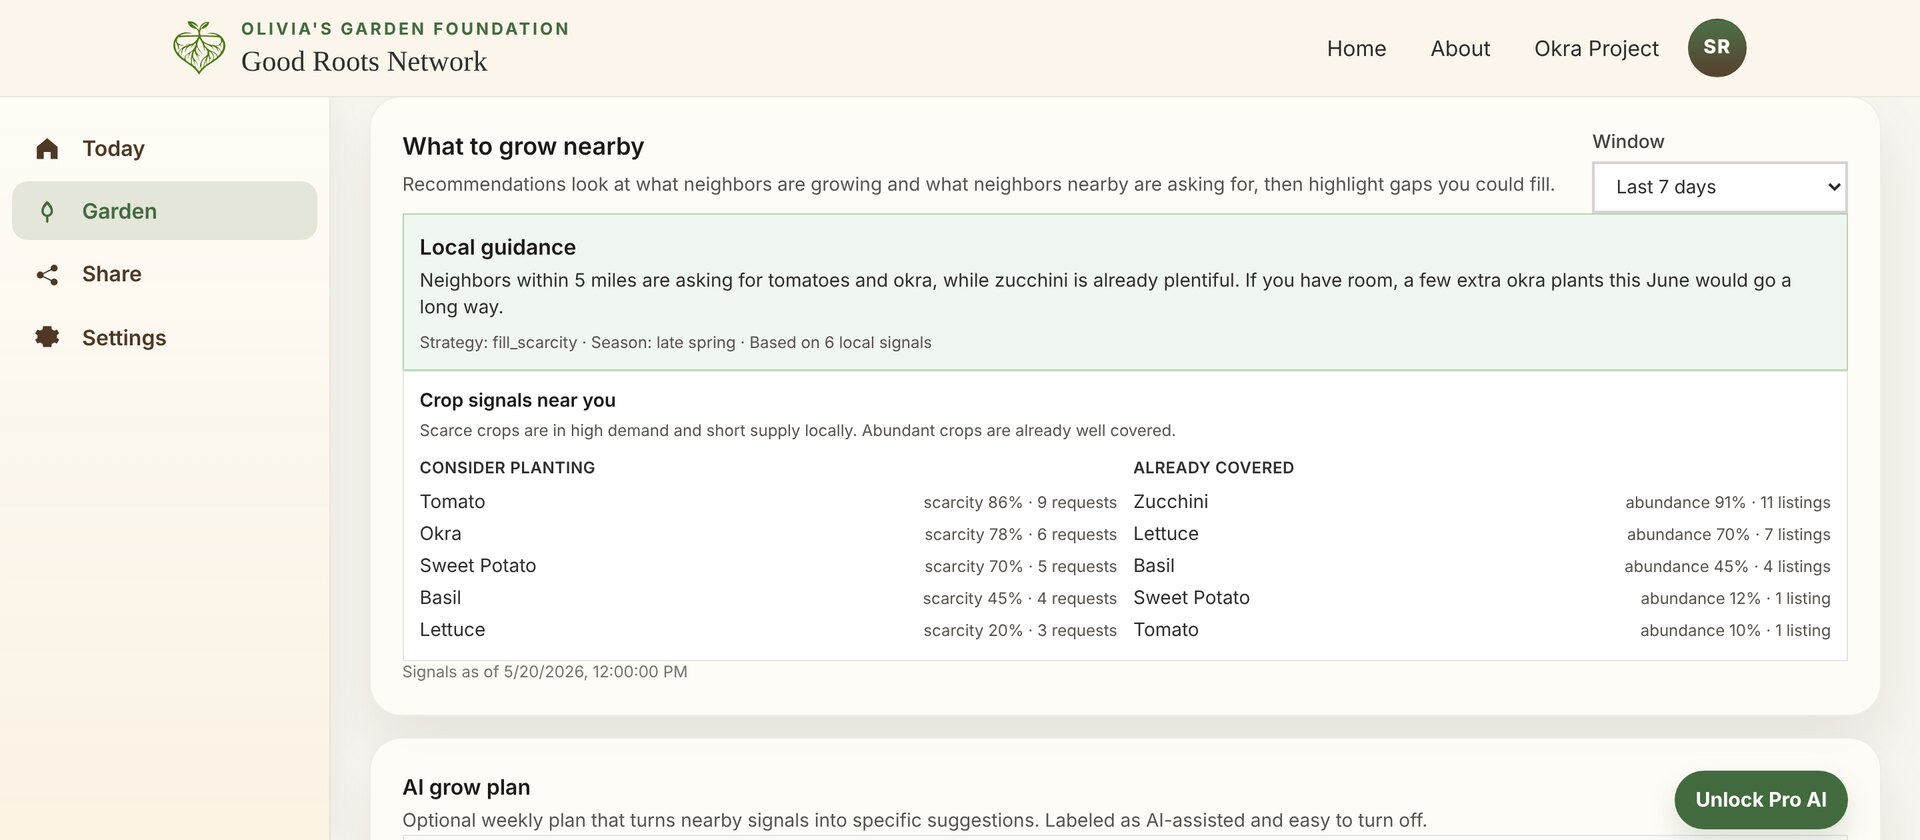 OLIVIA'S GARDEN FOUNDATION
Good Roots Network
Home
About
Okra Project
SR
Today
Garden
Share
Settings
What to grow nearby
Recommendations look at what neighbors are growing and what neighbors nearby are asking for, then highlight gaps you could fill.
Window
Last 7 days
Local guidance
Neighbors within 5 miles are asking for tomatoes and okra, while zucchini is already plentiful. If you have room, a few extra okra plants this June would go a
long way.
Strategy: fill_scarcity · Season: late spring · Based on 6 local signals
Crop signals near you
Scarce crops are in high demand and short supply locally. Abundant crops are already well covered.
CONSIDER PLANTING
Tomato scarcity 86% · 9 requests
Okra scarcity 78% · 6 requests
Sweet Potato scarcity 70% · 5 requests
Basil scarcity 45% · 4 requests
Lettuce scarcity 20% · 3 requests
ALREADY COVERED
Zucchini abundance 91% · 11 listings
Lettuce abundance 70% · 7 listings
Basil abundance 45% · 4 listings
Sweet Potato abundance 12% · 1 listing
Tomato abundance 10% · 1 listing
Signals as of 5/20/2026, 12:00:00 PM
AI grow plan
Optional weekly plan that turns nearby signals into specific suggestions. Labeled as AI-assisted and easy to turn off.
Unlock Pro AI